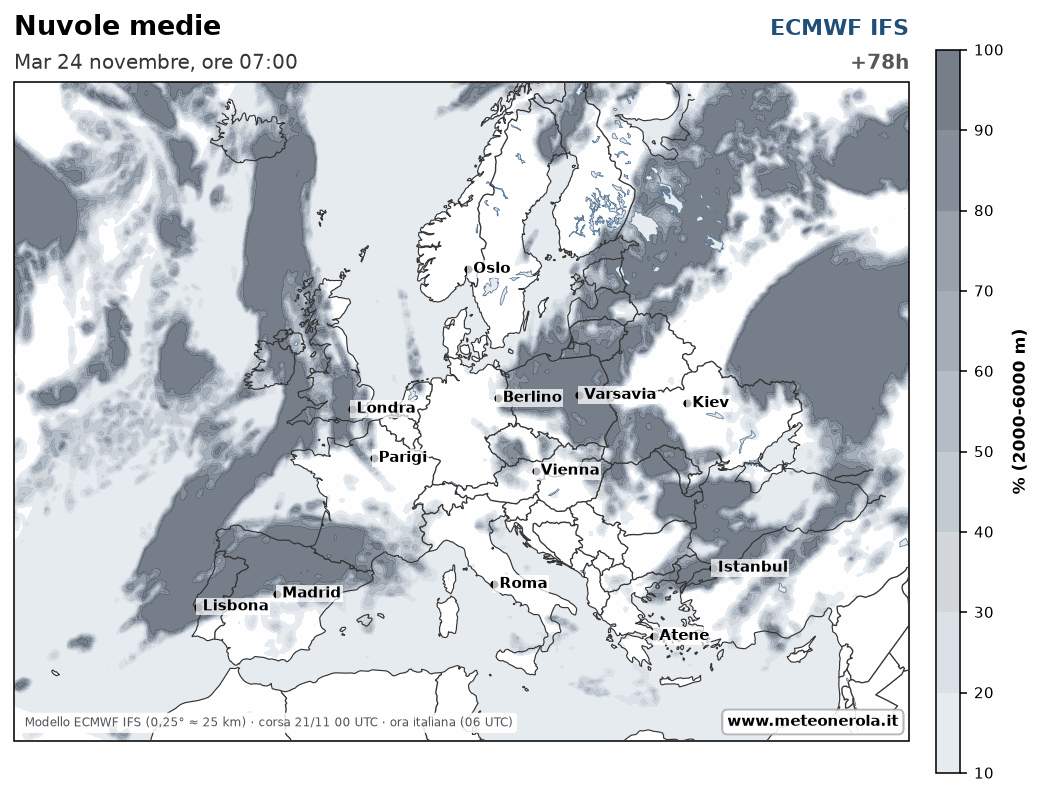 Nuvole medie
ECMWF IFS
Mar 24 novembre, ore 07:00
+78h
Oslo
Londra
Berlino
Varsavia
Kiev
Parigi
Vienna
Istanbul
Roma
Madrid
Lisbona
Atene
Modello ECMWF IFS (0,25° ≈ 25 km) · corsa 21/11 00 UTC · ora italiana (06 UTC)
www.meteonerola.it
100
90
80
70
60
50
40
30
20
10
% (2000-6000 m)